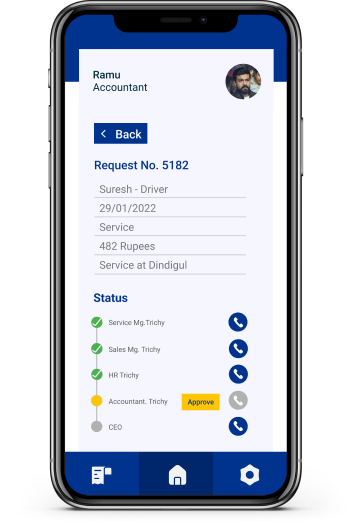 Ramu
Accountant
Back
Request No. 5182
Suresh - Driver
29/01/2022
Service
482 Rupees
Service at Dindigul
Status
Service Mg.Trichy
Sales Mg. Trichy
HR Trichy
Accountant. Trichy Approve
CEO